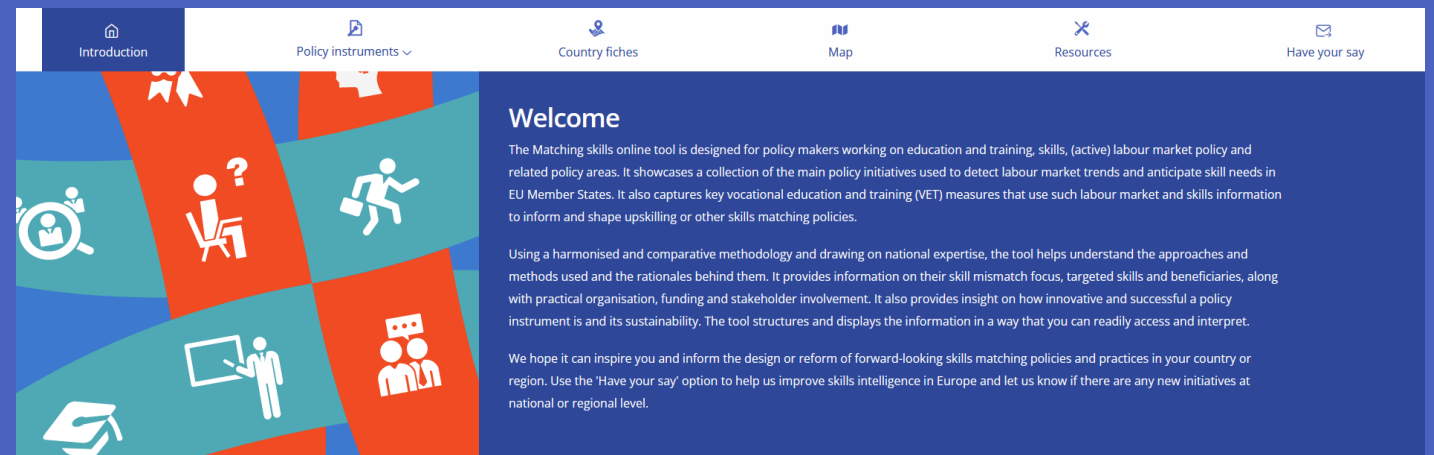 Introduction
Policy instruments
Country fiches
Map
Resources
Have your say
?
Welcome
The Matching skills online tool is designed for policy makers working on education and training, skills, (active) labour market policy and
related policy areas. It showcases a collection of the main policy initiatives used to detect labour market trends and anticipate skill needs in
EU Member States. It also captures key vocational education and training (VET) measures that use such labour market and skills information
to inform and shape upskilling or other skills matching policies.
Using a harmonised and comparative methodology and drawing on national expertise, the tool helps understand the approaches and
methods used and the rationales behind them. It provides information on their skill mismatch focus, targeted skills and beneficiaries, along
with practical organisation, funding and stakeholder involvement. It also provides insight on how innovative and successful a policy
instrument is and its sustainability. The tool structures and displays the information in a way that you can readily access and interpret.
We hope it can inspire you and inform the design or reform of forward-looking skills matching policies and practices in your country or
region. Use the 'Have your say' option to help us improve skills intelligence in Europe and let us know if there are any new initiatives at
national or regional level.